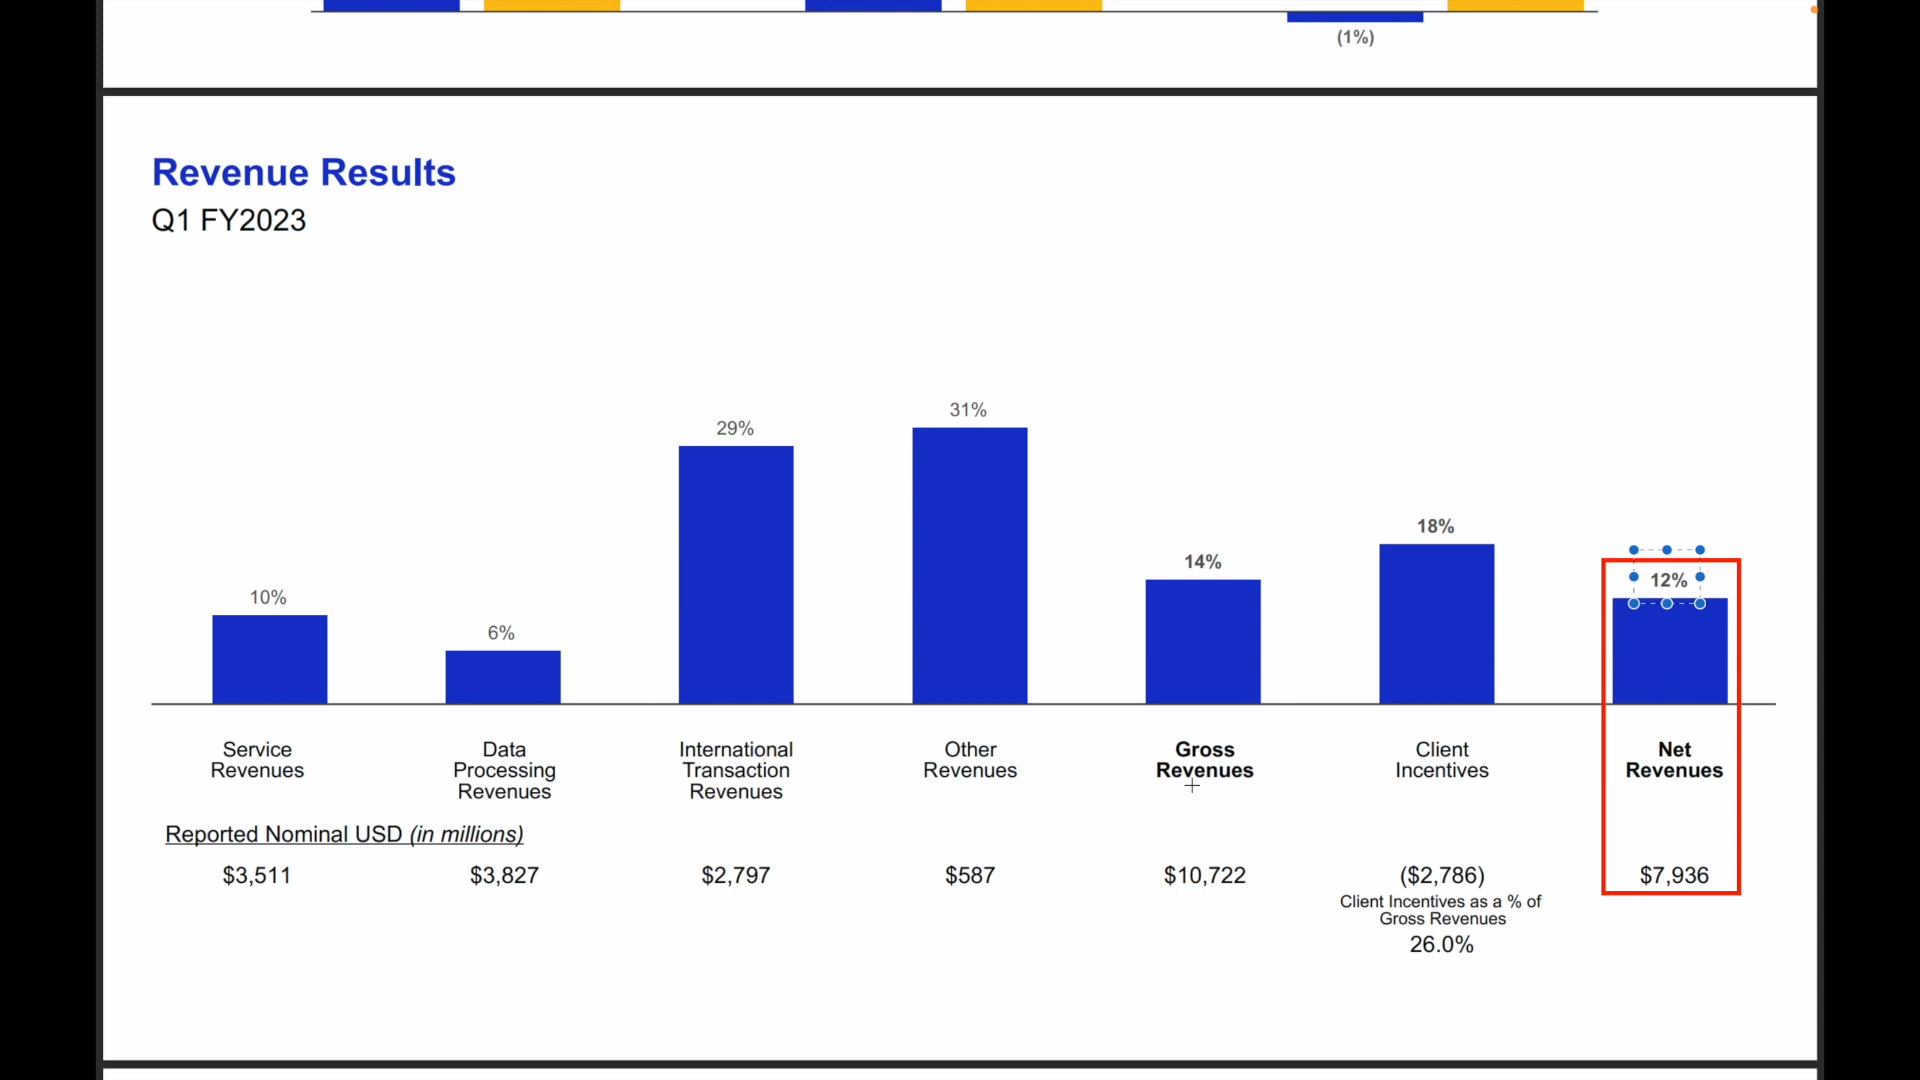 (1%)
Revenue Results
Q1 FY2023
31%
29%
18%
14%
12%
10%
6%
Service
Revenues
Data
Processing
Revenues
International
Transaction
Revenues
Other
Revenues
Gross
Revenues
Client
Incentives
Net
Revenues
Reported Nominal USD (in millions)
$3,511 $3,827 $2,797 $587 $10,722 ($2,786) $7,936
Client Incentives as a % of
Gross Revenues
26.0%